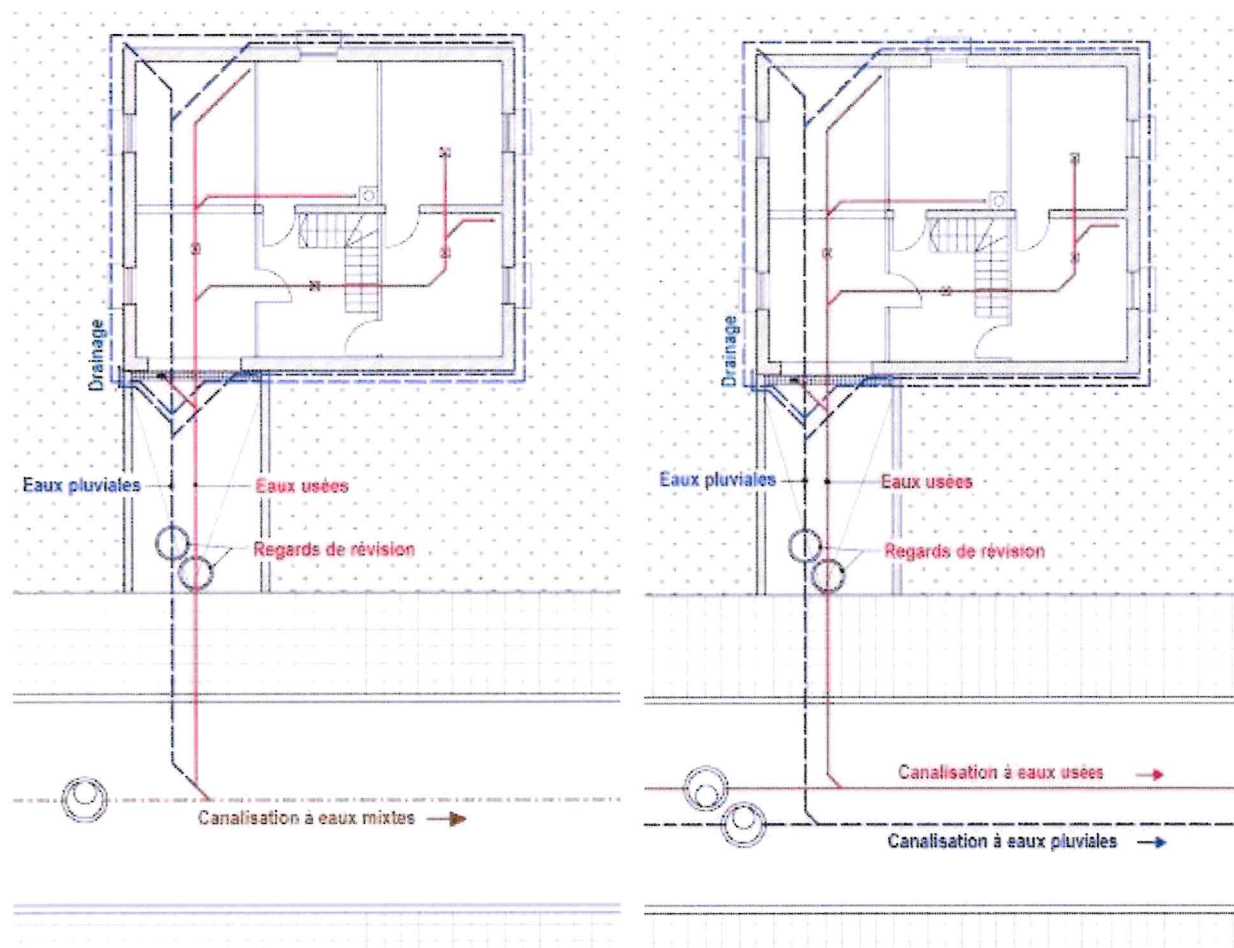 Drainage
Eaux pluviales
Eaux usées
Regards de révision
Canalisation à eaux mixtes
Drainage
Eaux pluviales
Eaux usées
Regards de révision
Canalisation à eaux usées
Canalisation à eaux pluviales